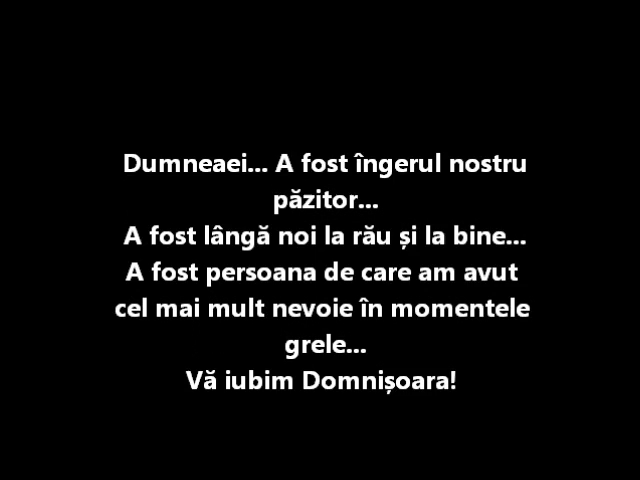 Dumneaei... A fost îngerul nostru
păzitor...
A fost lângă noi la rău și la bine...
A fost persoana de care am avut
cel mai mult nevoie în momentele
grele...
Vă iubim Domnișoara!